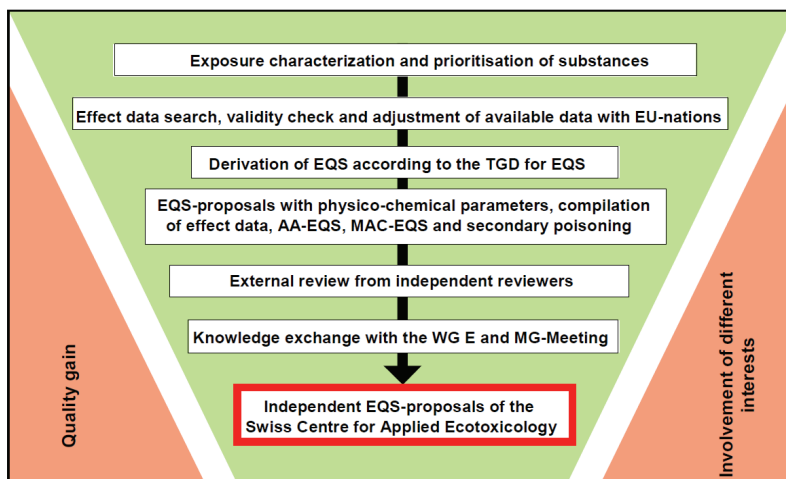 Exposure characterization and prioritisation of substances
Effect data search, validity check and adjustment of available data with EU-nations
Derivation of EQS according to the TGD for EQS
EQS-proposals with physico-chemical parameters, compilation
of effect data, AA-EQS, MAC-EQS and secondary poisoning
External review from independent reviewers
Knowledge exchange with the WG E and MG-Meeting
Independent EQS-proposals of the
Swiss Centre for Applied Ecotoxicology
Quality gain
Involvement of different
interests